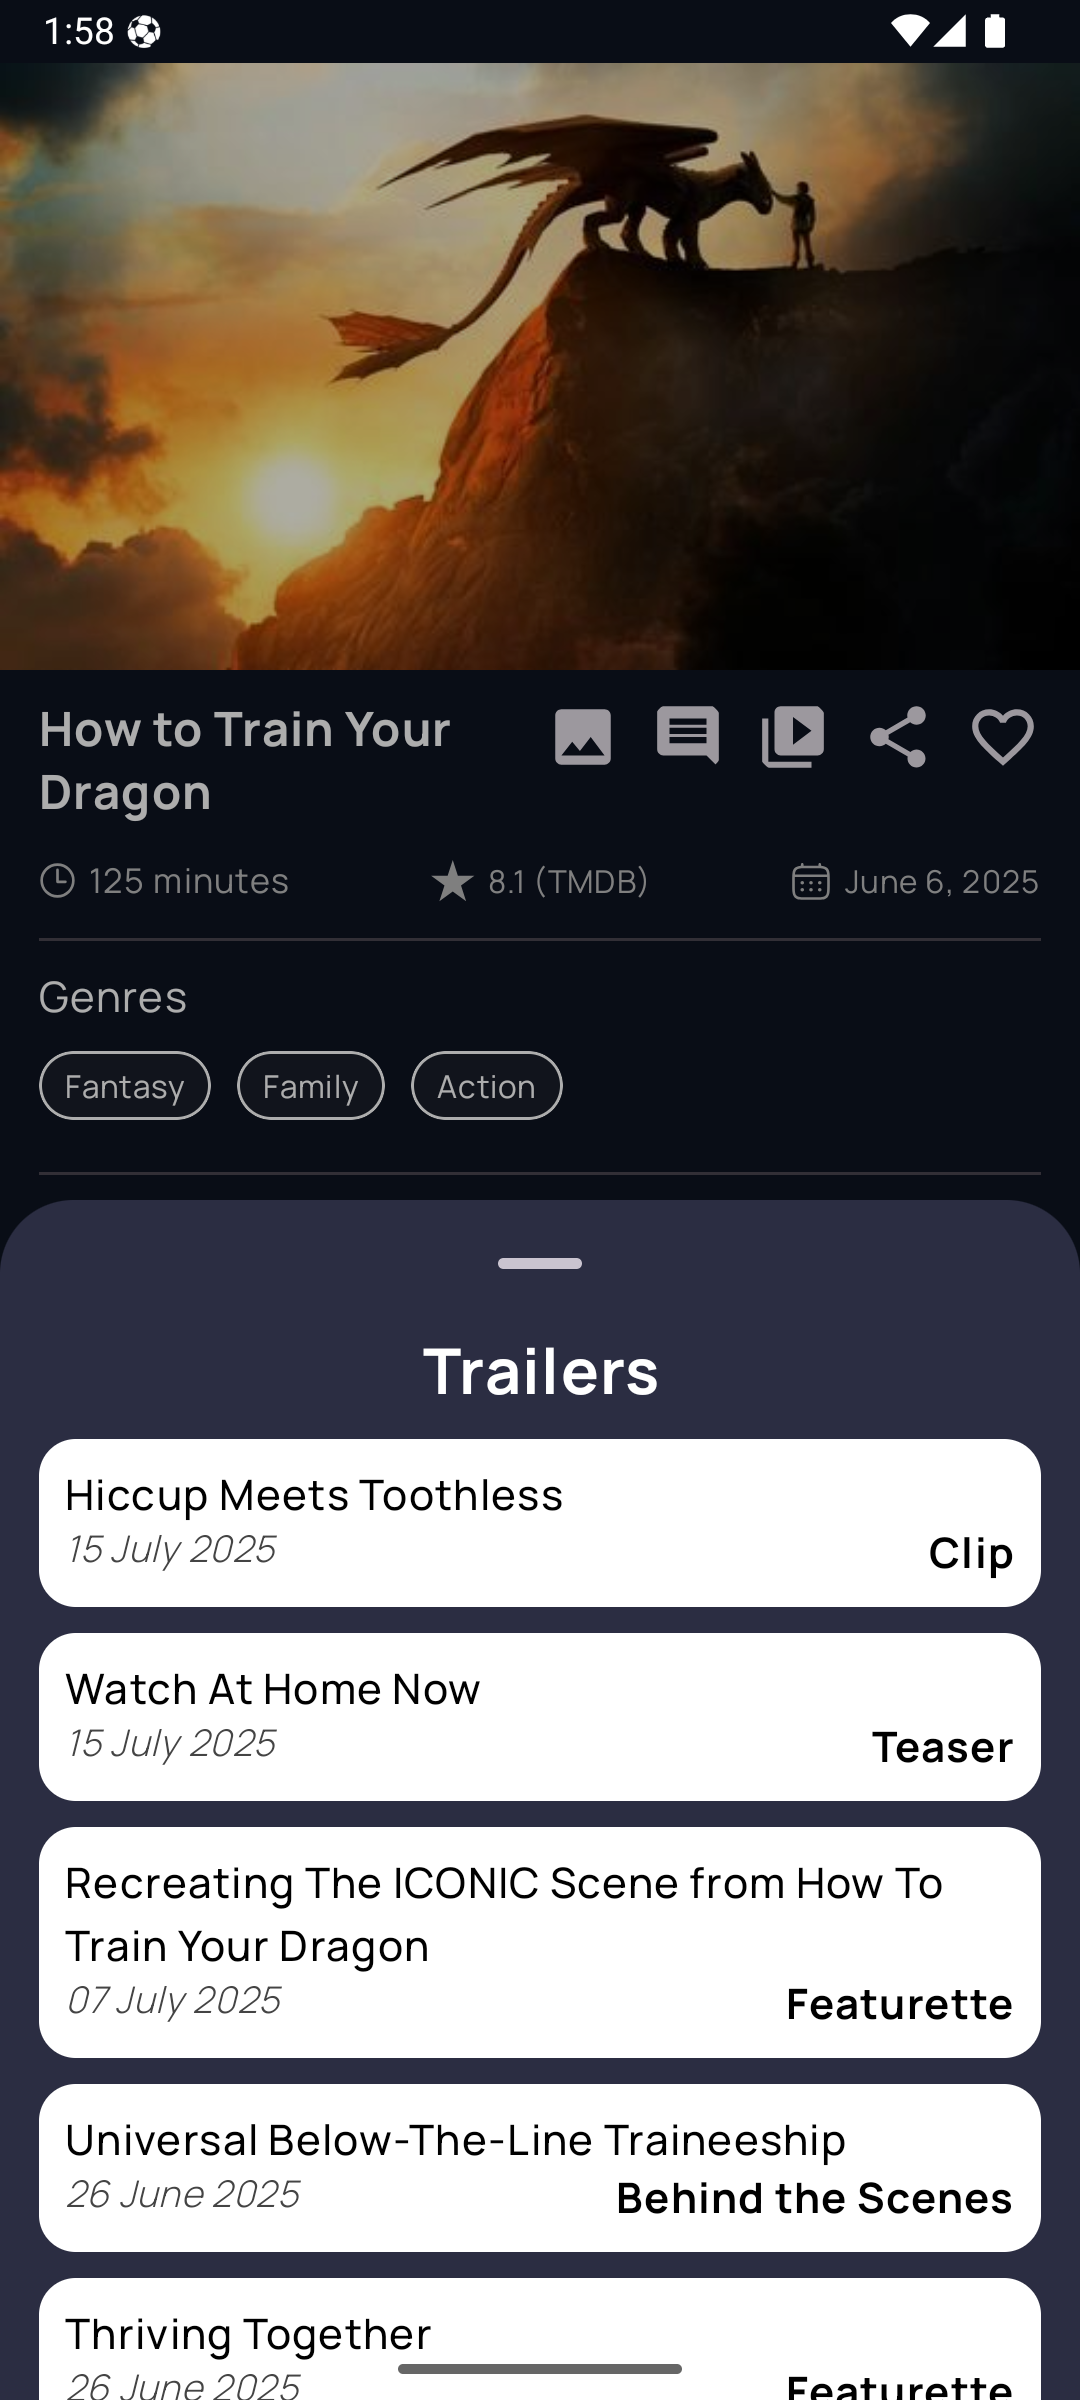 1:58
How to Train Your
Dragon
125 minutes
8.1 (TMDB)
June 6, 2025
Genres
Fantasy
Family
Action
Trailers
Hiccup Meets Toothless
15 July 2025
Clip
Watch At Home Now
15 July 2025
Teaser
Recreating The ICONIC Scene from How To
Train Your Dragon
07 July 2025
Featurette
Universal Below-The-Line Traineeship
26 June 2025
Behind the Scenes
Thriving Together
26 June 2025
Featurette